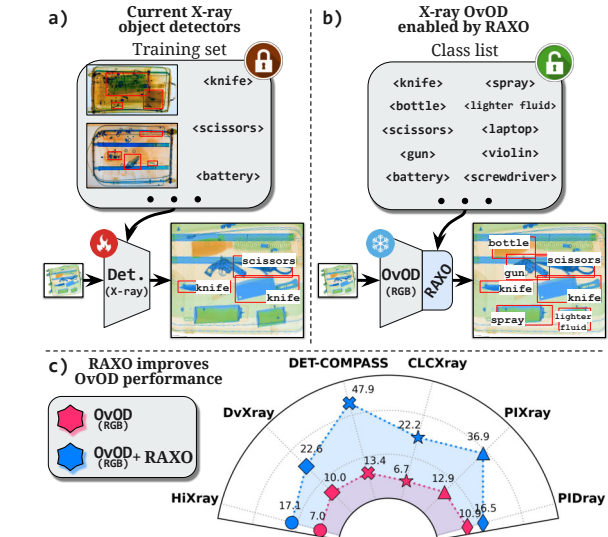 a)
Current X-ray
object detectors
Training set
<knife>
<scissors>
<battery>
• • •
Det.
(X-ray)
scissors
knife
knife
b)
X-ray OvOD
enabled by RAXO
Class list
<knife>
<spray>
<bottle>
<lighter fluid>
<scissors>
<laptop>
<gun>
<violin>
<battery>
<screwdriver>
• • •
OvOD
(RGB)
RAXO
bottle
scissors
gun
knife
knife
spray
lighter
fluid
c)
RAXO improves
OvOD performance
OvOD
(RGB)
OvOD + RAXO
(RGB)
DET-COMPASS
CLCXray
DvXray
PIXray
HiXray
PIDray
47.9
22.2
36.9
22.6
13.4
6.7
12.9
10.0
17.1
7.0
10.9
16.5